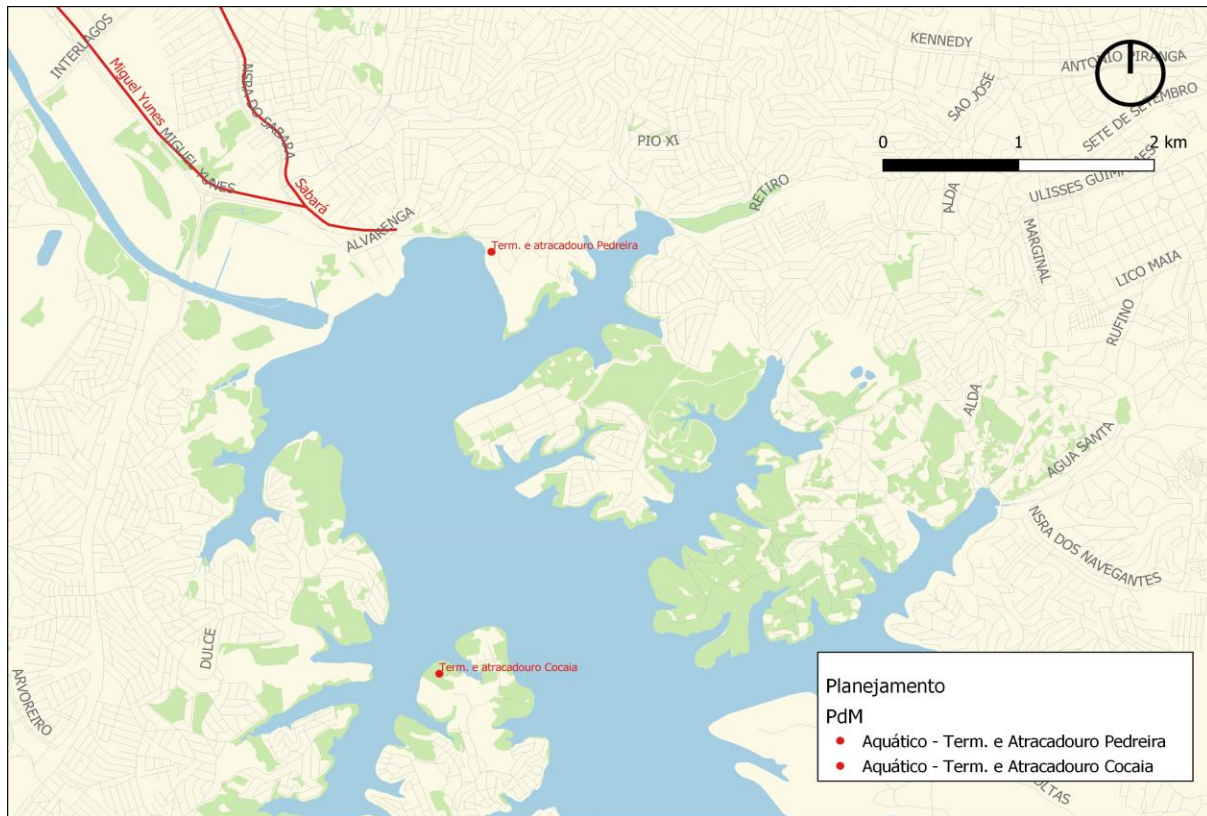 INTERLAGOS
Miguel Yunes
MIGUEL YUNES
NSRA DO SABARA
Sabará
ALVARENGA
KENNEDY
ANTONIO PIRANGA
SAO JOSE
SETE DE SETEMBRO
PIO XI
0 1 2 km
RETIRO
ALDA
ULISSES GUIMARAES
MARGINAL
LICO MAIA
RUFINO
Term. e atracadouro Pedreira
ALDA
AGUA SANTA
NSRA DOS NAVEGANTES
DULCE
ARVOREIRO
Term. e atracadouro Cocaia
Planejamento
PdM
Aquático - Term. e Atracadouro Pedreira
Aquático - Term. e Atracadouro Cocaia